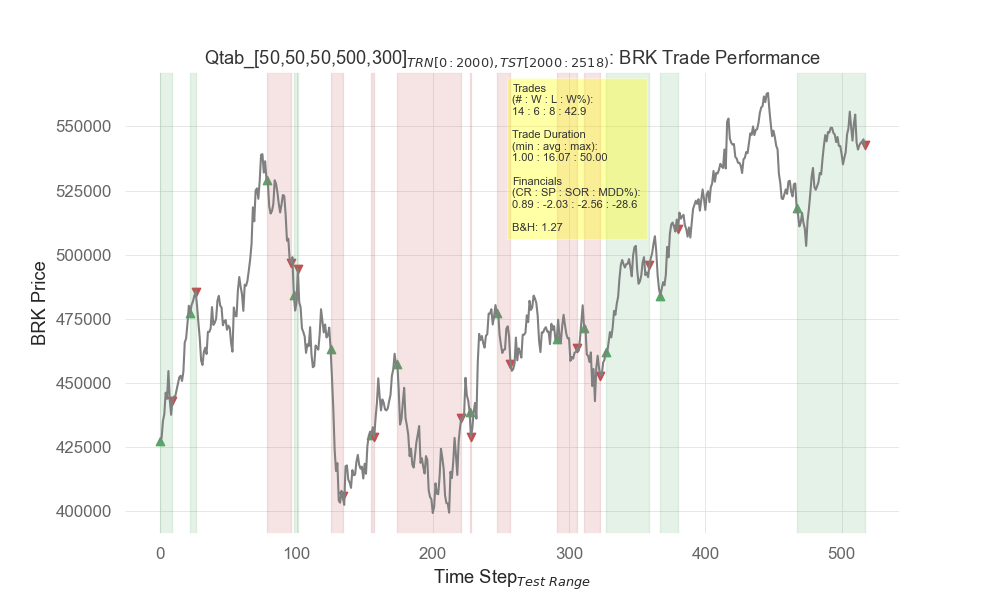 Qtab_[50,50,50,500,300]TRN[0:2000),TST[2000:2518): BRK Trade Performance
Trades
(# : W : L : W%):
14 : 6 : 8 : 42.9
Trade Duration
(min : avg : max):
1.00 : 16.07 : 50.00
Financials
(CR : SP : SOR : MDD%):
0.89 : -2.03 : -2.56 : -28.6
B&H: 1.27
BRK Price
550000
525000
500000
475000
450000
425000
400000
0 100 200 300 400 500
Time StepTest Range